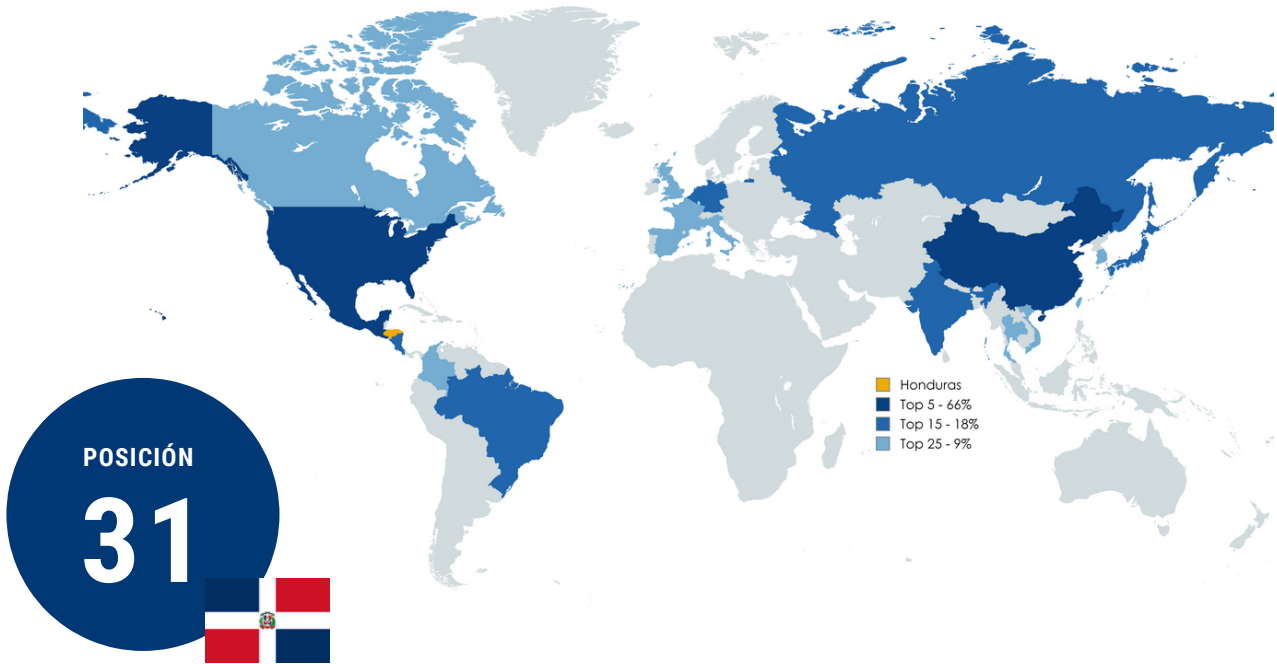 Honduras
Top 5 - 66%
Top 15 - 18%
Top 25 - 9%
POSICIÓN
31